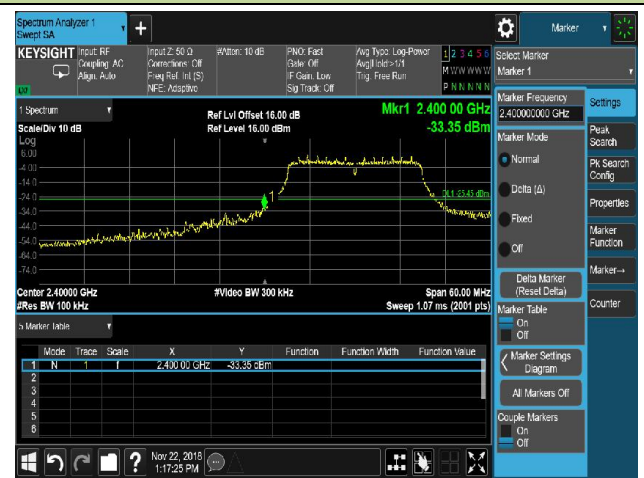 Spectrum Analyzer 1
Swept SA
Marker
KEYSIGHT
Input: RF
Coupling: AC
Align: Auto
Input Z: 50 Ω
Corrections: Off
Freq Ref: Int (S)
NFE: Adaptive
#Atten: 10 dB
PNO: Fast
Gate: Off
IF Gain: Low
Sig Track: Off
Avg Type: Log-Power
Avg|Hold>1/1
Trig: Free Run
1 2 3 4 5 6
M W W W W W
P N N N N N
Select Marker
Marker 1
1 Spectrum
Scale/Div 10 dB
Ref Lvl Offset 16.00 dB
Ref Level 16.00 dBm
Mkr1 2.400 00 GHz
-33.35 dBm
Log
6.00
-4.00
-14.0
-24.0
-34.0
-44.0
-54.0
-64.0
-74.0
1
DL1 -25.45 dBm
Center 2.40000 GHz
#Res BW 100 kHz
#Video BW 300 kHz
Span 60.00 MHz
Sweep 1.07 ms (2001 pts)
5 Marker Table
Mode Trace Scale X Y Function Function Width Function Value
1 N 1 f 2.400 00 GHz -33.35 dBm
2
3
4
5
6
Marker Frequency
2.400000000 GHz
Marker Mode
Normal
Delta (Δ)
Fixed
Off
Delta Marker
(Reset Delta)
Marker Table
On
Off
Marker Settings
Diagram
All Markers Off
Couple Markers
On
Off
Settings
Peak
Search
Pk Search
Config
Properties
Marker
Function
Marker→
Counter
Nov 22, 2018
1:17:25 PM